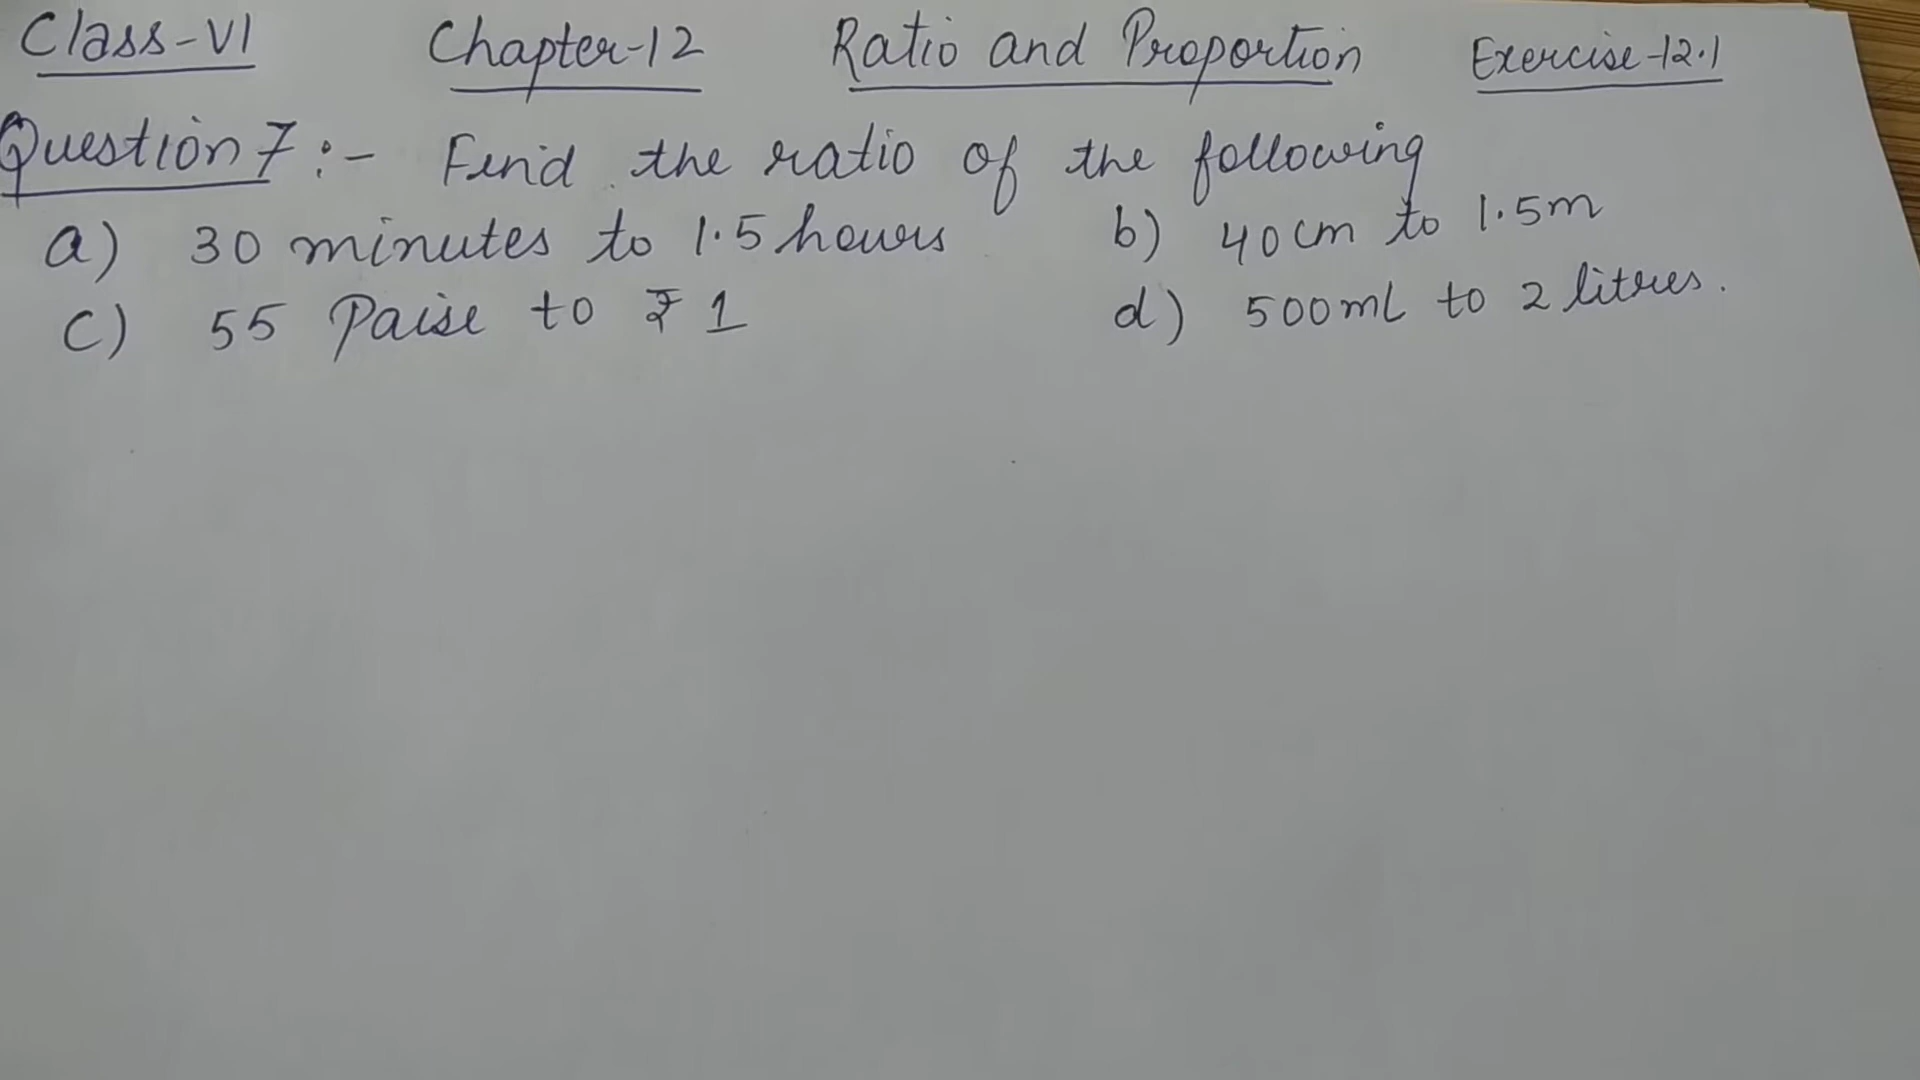 Class-VI Chapter-12 Ratio and Proportion Exercise-12.1
Question 7:- Find the ratio of the following
a) 30 minutes to 1.5 hours b) 40 cm to 1.5m
c) 55 Paise to ₹ 1 d) 500mL to 2 litres.